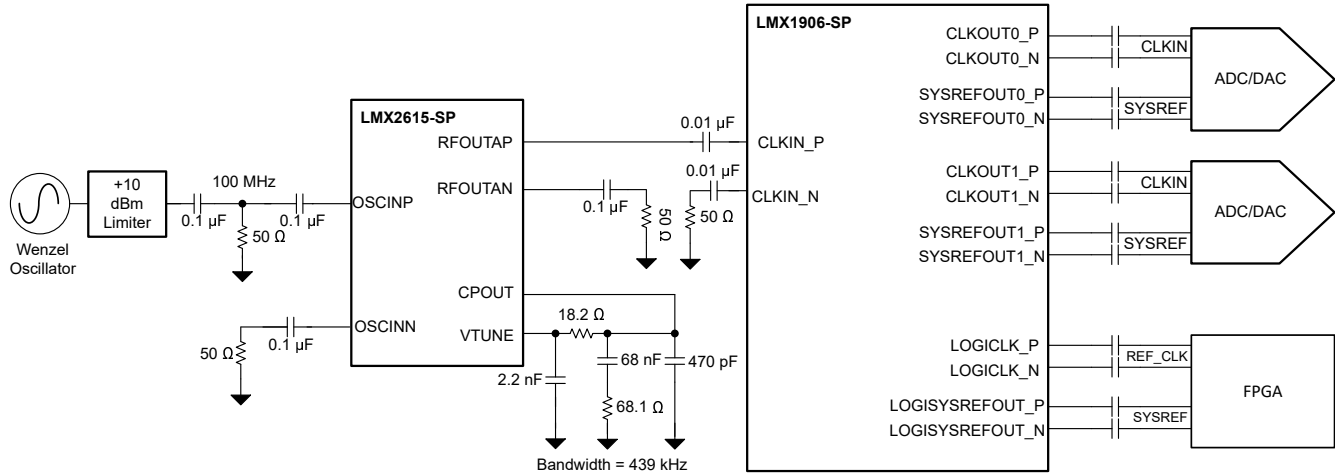 LMX1906-SP
CLKOUT0_P
CLKOUT0_N
CLKIN
SYSREFOUT0_P
SYSREFOUT0_N
SYSREF
ADC/DAC
CLKOUT1_P
CLKOUT1_N
CLKIN
SYSREFOUT1_P
SYSREFOUT1_N
SYSREF
ADC/DAC
LOGICLK_P
LOGICLK_N
REF_CLK
LOGISYSREFOUT_P
LOGISYSREFOUT_N
SYSREF
FPGA
CLKIN_P
CLKIN_N
0.01 µF
0.01 µF
50 Ω
LMX2615-SP
RFOUTAP
RFOUTAN
0.1 µF
50 Ω
CPOUT
VTUNE
18.2 Ω
68 nF
470 pF
2.2 nF
68.1 Ω
Bandwidth = 439 kHz
OSCINP
OSCINN
Wenzel
Oscillator
+10
dBm
Limiter
100 MHz
0.1 µF
0.1 µF
50 Ω
0.1 µF
50 Ω